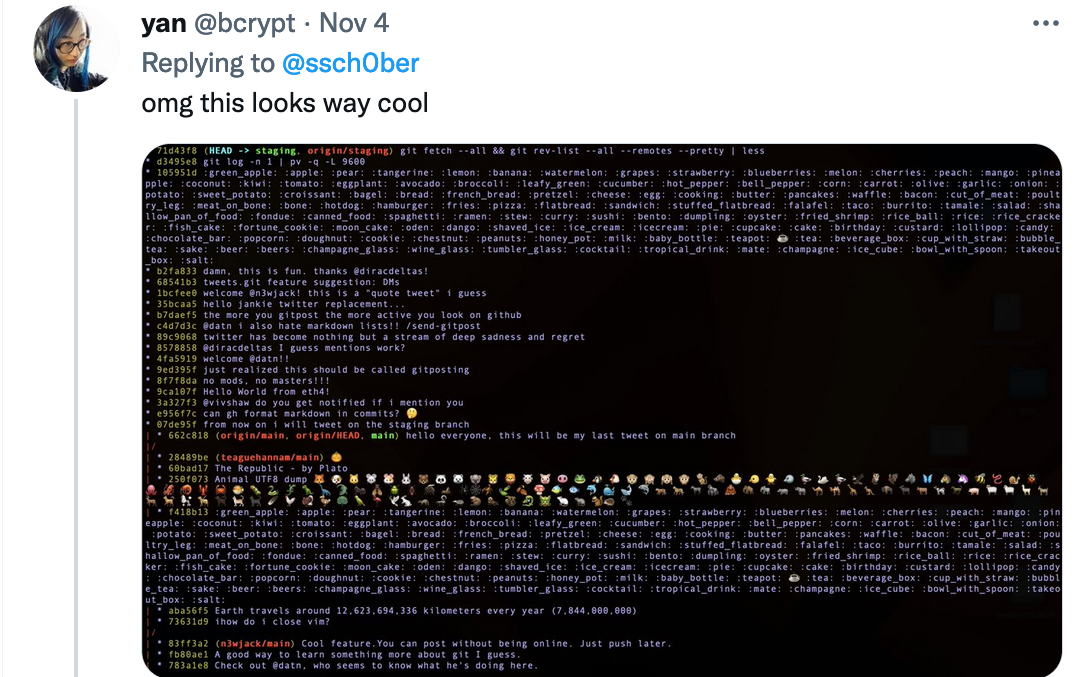 yan @bcrypt · Nov 4
Replying to @ssch0ber
omg this looks way cool
* 71d43f8 (HEAD -> staging, origin/staging) git fetch --all && git rev-list --all --remotes --pretty | less
* d3495e8 git log -n 1 | pv -q -L 9600
* 105951d :green_apple: :apple: :pear: :tangerine: :lemon: :banana: :watermelon: :grapes: :strawberry: :blueberries: :melon: :cherries: :peach: :mango: :pinea
pple: :coconut: :kiwi: :tomato: :eggplant: :avocado: :broccoli: :leafy_green: :cucumber: :hot_pepper: :bell_pepper: :corn: :carrot: :olive: :garlic: :onion: :
potato: :sweet_potato: :croissant: :bagel: :bread: :french_bread: :pretzel: :cheese: :egg: :cooking: :butter: :pancakes: :waffle: :bacon: :cut_of_meat: :poult
ry_leg: :meat_on_bone: :bone: :hotdog: :hamburger: :fries: :pizza: :flatbread: :sandwich: :stuffed_flatbread: :falafel: :taco: :burrito: :tamale: :salad: :sha
llow_pan_of_food: :fondue: :canned_food: :spaghetti: :ramen: :stew: :curry: :sushi: :bento: :dumpling: :oyster: :fried_shrimp: :rice_ball: :rice: :rice_cracke
r: :fish_cake: :fortune_cookie: :moon_cake: :oden: :dango: :shaved_ice: :ice_cream: :icecream: :pie: :cupcake: :cake: :birthday: :custard: :lollipop: :candy:
:chocolate_bar: :popcorn: :doughnut: :cookie: :chestnut: :peanuts: :honey_pot: :milk: :baby_bottle: :teapot: ☕ :tea: :beverage_box: :cup_with_straw: :bubble_
tea: :sake: :beer: :beers: :champagne_glass: :wine_glass: :tumbler_glass: :cocktail: :tropical_drink: :mate: :champagne: :ice_cube: :bowl_with_spoon: :takeout
_box: :salt:
* b2fa833 damn, this is fun. thanks @diracdeltas!
* 68541b3 tweets.git feature suggestion: DMs
* 1bcfee0 welcome @n3wjack! this is a "quote tweet" i guess
* 35bcaa5 hello jankie twitter replacement...
* b7daef5 the more you gitpost the more active you look on github
* c4d7d3c @datn i also hate markdown lists!! /send-gitpost
* 89c9068 twitter has become nothing but a stream of deep sadness and regret
* 8578858 @diracdeltas I guess mentions work?
* 4fa5919 welcome @datn!!
* 9ed395f just realized this should be called gitposting
* 8f7f8da no mods, no masters!!!
* 9ca107f Hello World from eth4!
* 3a327f3 @vivshaw do you get notified if i mention you
* e956f7c can gh format markdown in commits? 🤔
* 07de95f from now on i will tweet on the staging branch
| * 662c818 (origin/main, origin/HEAD, main) hello everyone, this will be my last tweet on main branch
|/
| * 28489be (teaguehannam/main) 🎃
| * 60bad17 The Republic - by Plato
| * 250f073 Animal UTF8 dump
| * f418b13 :green_apple: :apple: :pear: :tangerine: :lemon: :banana: :watermelon: :grapes: :strawberry: :blueberries: :melon: :cherries: :peach: :mango: :pin
eapple: :coconut: :kiwi: :tomato: :eggplant: :avocado: :broccoli: :leafy_green: :cucumber: :hot_pepper: :bell_pepper: :corn: :carrot: :olive: :garlic: :onion:
:potato: :sweet_potato: :croissant: :bagel: :bread: :french_bread: :pretzel: :cheese: :egg: :cooking: :butter: :pancakes: :waffle: :bacon: :cut_of_meat: :pou
ltry_leg: :meat_on_bone: :bone: :hotdog: :hamburger: :fries: :pizza: :flatbread: :sandwich: :stuffed_flatbread: :falafel: :taco: :burrito: :tamale: :salad: :s
hallow_pan_of_food: :fondue: :canned_food: :spaghetti: :ramen: :stew: :curry: :sushi: :bento: :dumpling: :oyster: :fried_shrimp: :rice_ball: :rice: :rice_crac
ker: :fish_cake: :fortune_cookie: :moon_cake: :oden: :dango: :shaved_ice: :ice_cream: :icecream: :pie: :cupcake: :cake: :birthday: :custard: :lollipop: :candy
: :chocolate_bar: :popcorn: :doughnut: :cookie: :chestnut: :peanuts: :honey_pot: :milk: :baby_bottle: :teapot: ☕ :tea: :beverage_box: :cup_with_straw: :bubbl
e_tea: :sake: :beer: :beers: :champagne_glass: :wine_glass: :tumbler_glass: :cocktail: :tropical_drink: :mate: :champagne: :ice_cube: :bowl_with_spoon: :takeo
ut_box: :salt:
| * aba56f5 Earth travels around 12,623,694,336 kilometers every year (7,844,000,000)
| * 73631d9 ihow do i close vim?
|/
| * 83ff3a2 (n3wjack/main) Cool feature.You can post without being online. Just push later.
| * fb80ae1 A good way to learn something more about git I guess.
| * 783a1e8 Check out @datn, who seems to know what he's doing here.